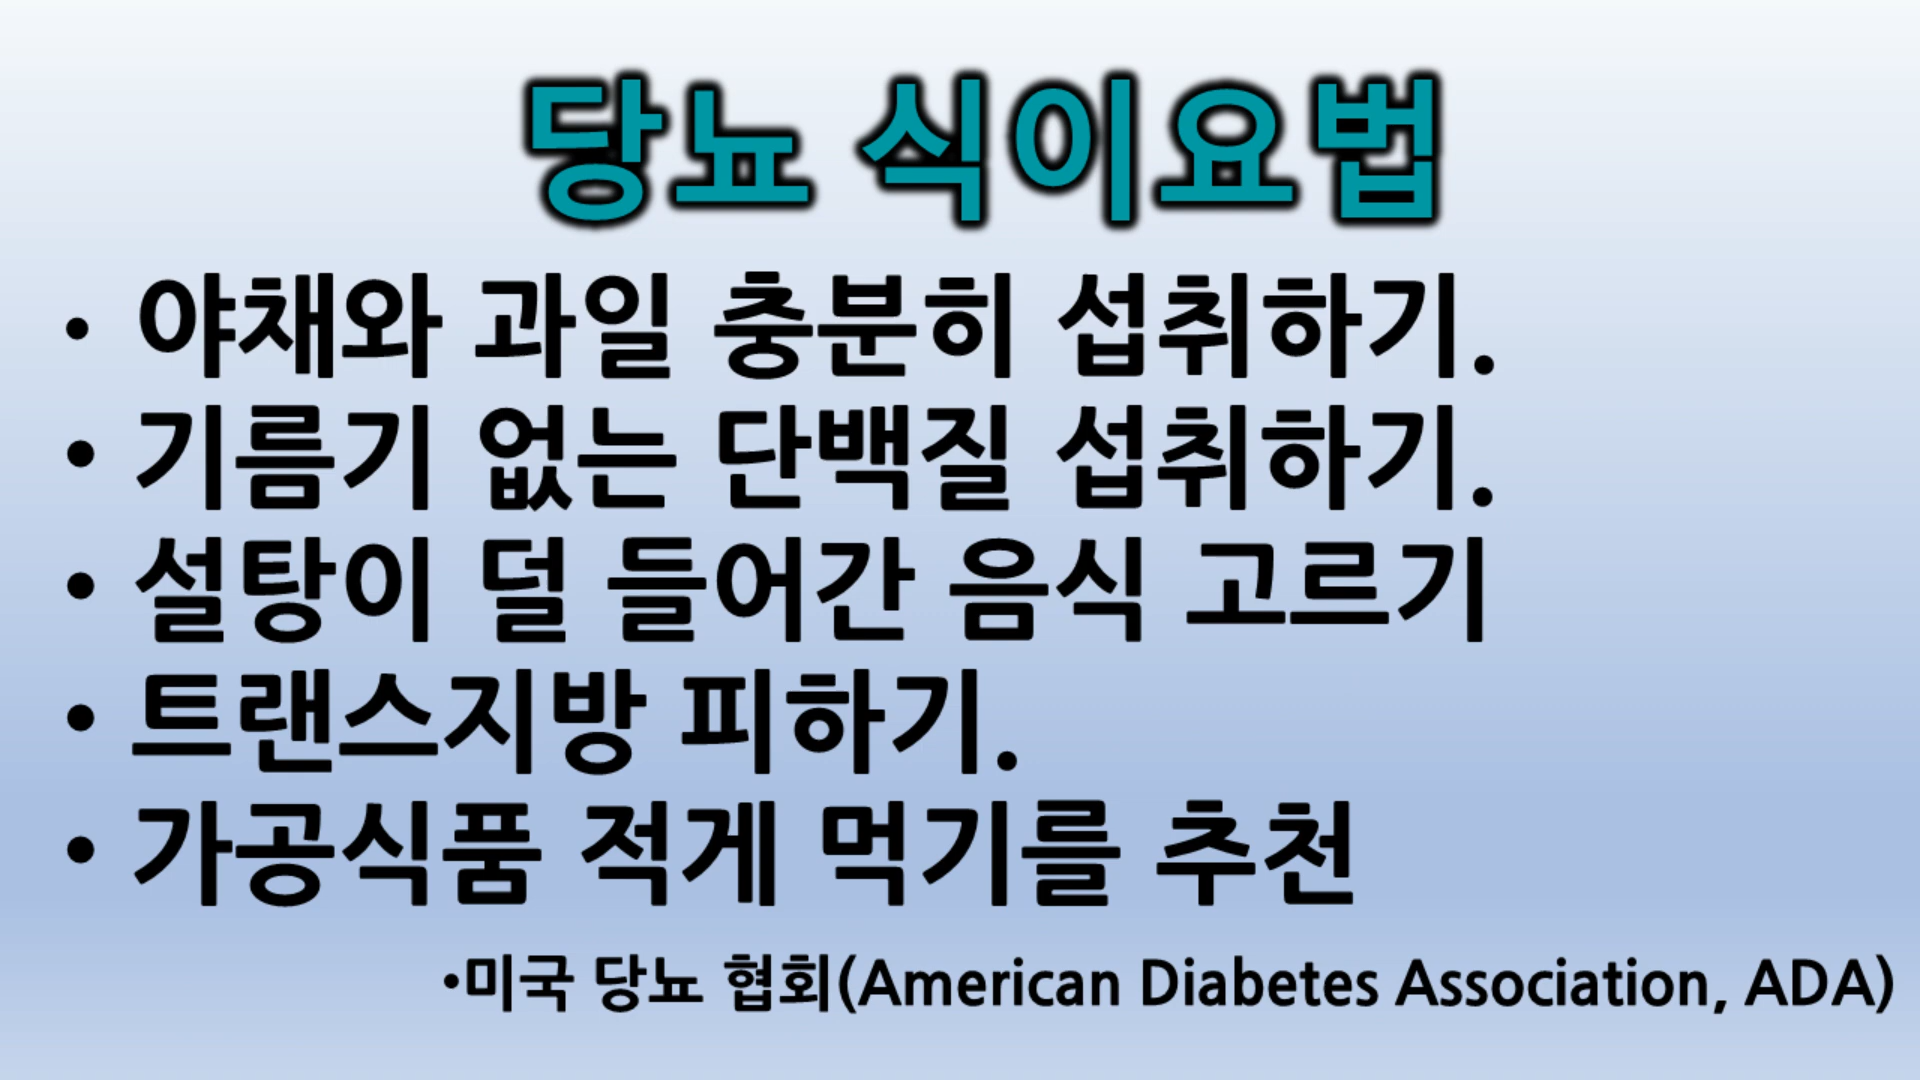 당뇨 식이요법
• 야채와 과일 충분히 섭취하기.
• 기름기 없는 단백질 섭취하기.
• 설탕이 덜 들어간 음식 고르기
• 트랜스지방 피하기.
• 가공식품 적게 먹기를 추천
•미국 당뇨 협회(American Diabetes Association, ADA)